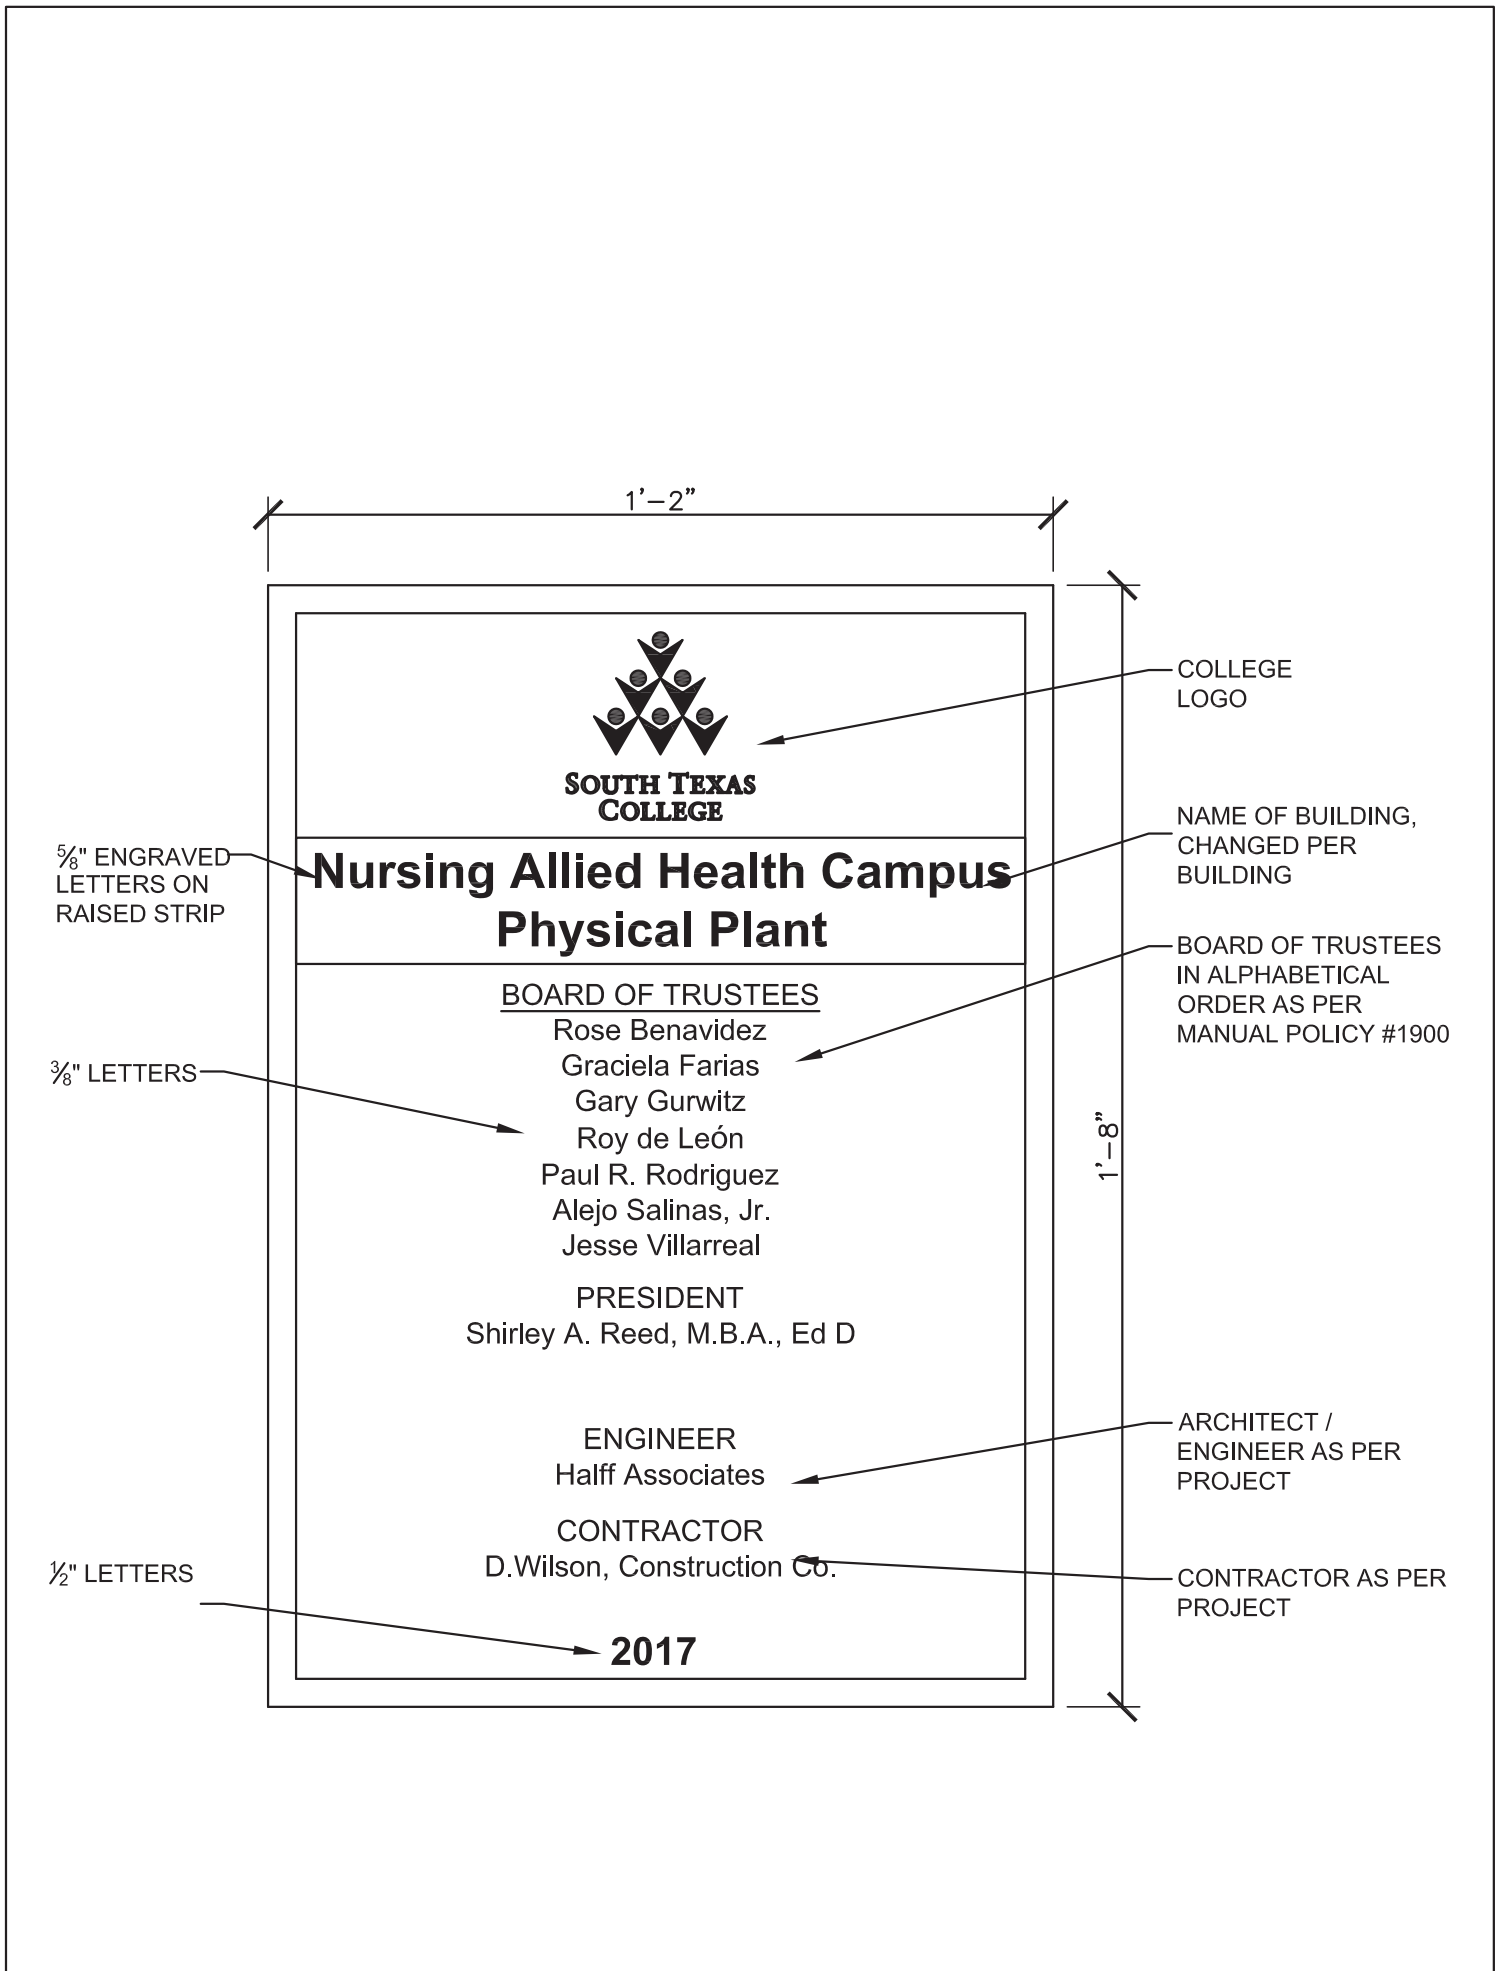 1'-2"
SOUTH TEXAS
COLLEGE
COLLEGE
LOGO
Nursing Allied Health Campus
Physical Plant
5/8" ENGRAVED
LETTERS ON
RAISED STRIP
NAME OF BUILDING,
CHANGED PER
BUILDING
BOARD OF TRUSTEES
Rose Benavidez
Graciela Farias
Gary Gurwitz
Roy de León
Paul R. Rodriguez
Alejo Salinas, Jr.
Jesse Villarreal
BOARD OF TRUSTEES
IN ALPHABETICAL
ORDER AS PER
MANUAL POLICY #1900
3/8" LETTERS
1'-8"
PRESIDENT
Shirley A. Reed, M.B.A., Ed D
ENGINEER
Halff Associates
ARCHITECT /
ENGINEER AS PER
PROJECT
CONTRACTOR
D.Wilson, Construction Co.
CONTRACTOR AS PER
PROJECT
1/2" LETTERS
2017